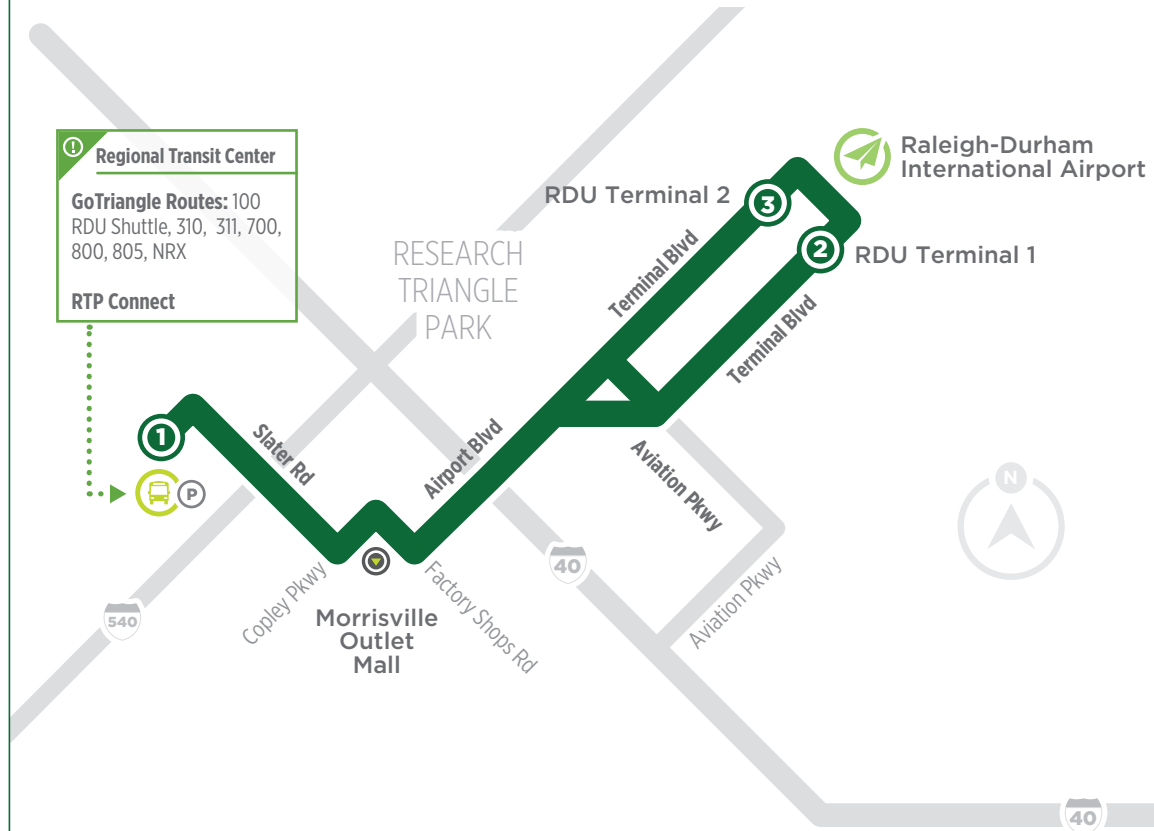 Regional Transit Center
GoTriangle Routes: 100
RDU Shuttle, 310, 311, 700,
800, 805, NRX
RTP Connect
Raleigh-Durham
International Airport
RDU Terminal 2
3
2
RDU Terminal 1
RESEARCH
TRIANGLE
PARK
Terminal Blvd
Terminal Blvd
1
P
Slater Rd
Airport Blvd
Aviation Pkwy
N
40
540
Copley Pkwy
Factory Shops Rd
Aviation Pkwy
Morrisville
Outlet
Mall
40